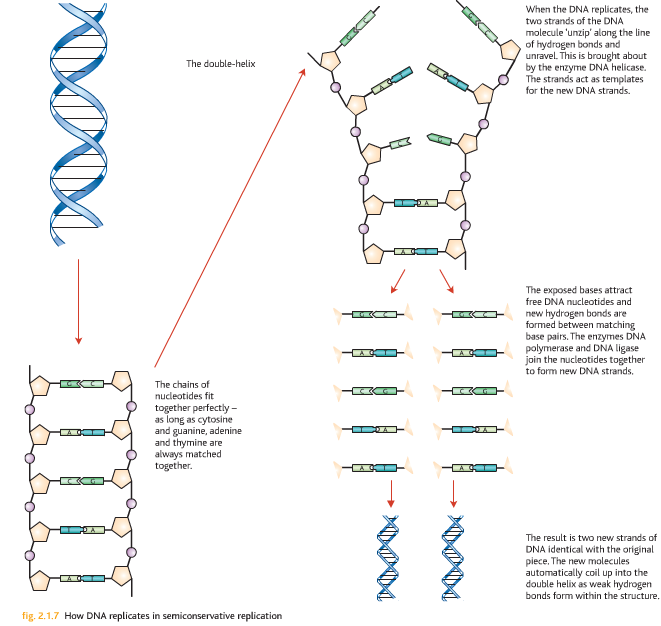 When the DNA replicates, the
two strands of the DNA
molecule 'unzip' along the line
of hydrogen bonds and
unravel. This is brought about
by the enzyme DNA helicase.
The strands act as templates
for the new DNA strands.
The double-helix
G C
G C
A T
A T
C
G
T A
A T
The exposed bases attract
free DNA nucleotides and
new hydrogen bonds are
formed between matching
base pairs. The enzymes DNA
polymerase and DNA ligase
join the nucleotides together
to form new DNA strands.
G C
G C
A T
A T
C G
C G
T A
T A
A T
A T
The chains of
nucleotides fit
together perfectly –
as long as cytosine
and guanine, adenine
and thymine are
always matched
together.
G C
A T
C G
T A
A T
The result is two new strands of
DNA identical with the original
piece. The new molecules
automatically coil up into the
double helix as weak hydrogen
bonds form within the structure.
fig. 2.1.7 How DNA replicates in semiconservative replication